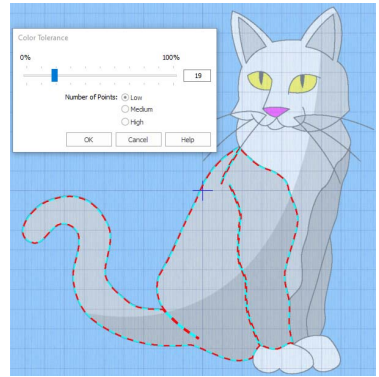 Color Tolerance
0% 100%
19
Number of Points: Low
Medium
High
OK Cancel Help